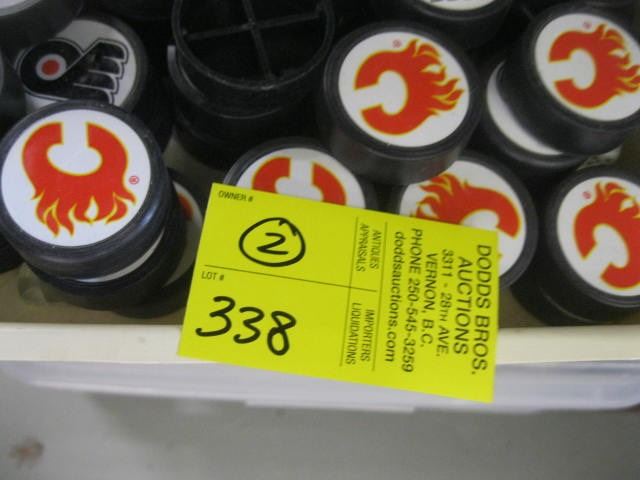 OWNER #
2
LOT #
338
ANTIQUES
APPRAISALS
IMPORTERS
LIQUIDATIONS
DODDS BROS.
AUCTIONS
3311 - 28TH AVE.
VERNON, B.C.
PHONE 250-545-3259
doddsauctions.com